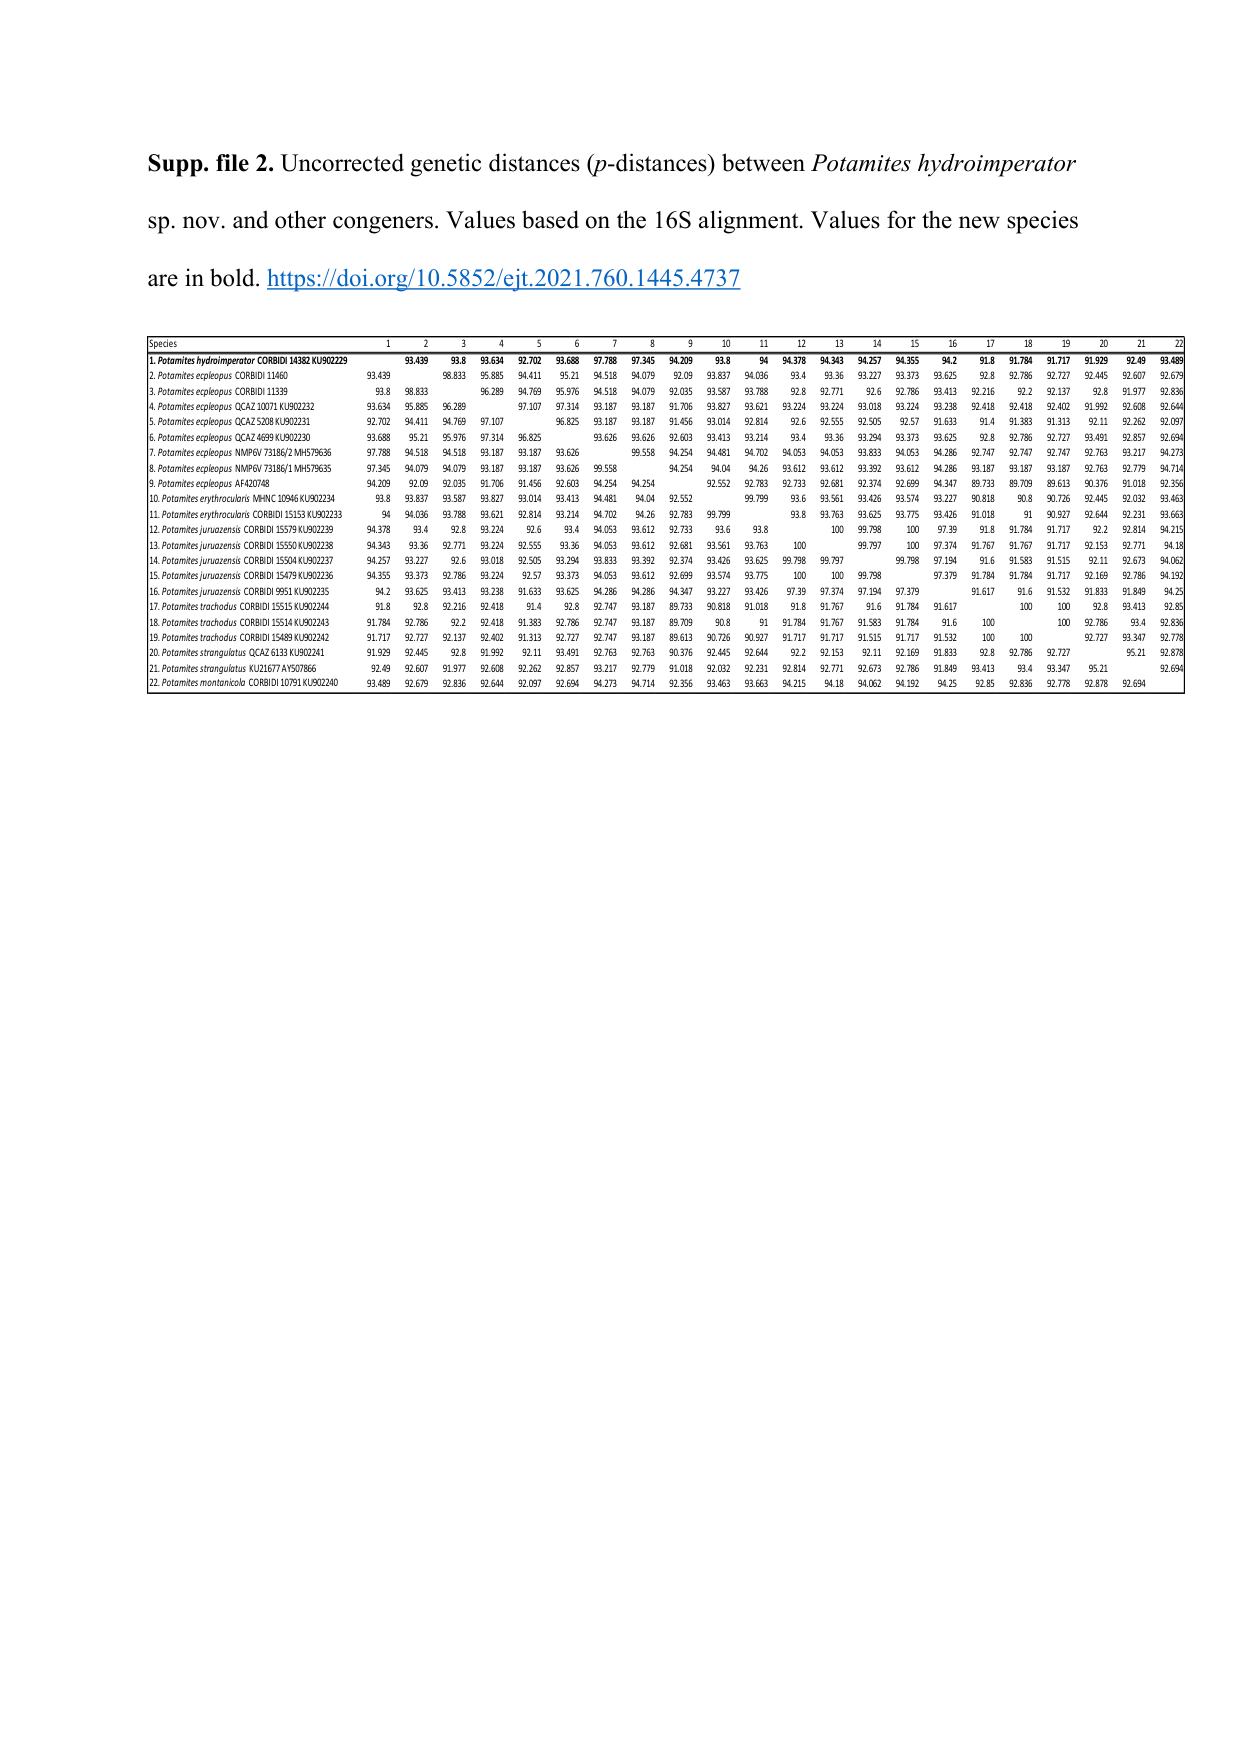 Supp. file 2. Uncorrected genetic distances (p-distances) between Potamites hydroimperator
sp. nov. and other congeners. Values based on the 16S alignment. Values for the new species
are in bold. https://doi.org/10.5852/ejt.2021.760.1445.4737
Species 1 2 3 4 5 6 7 8 9 10 11 12 13 14 15 16 17 18 19 20 21 22
1. Potamites hydroimperator CORBIDI 14382 KU902229 93.439 93.8 93.634 92.702 93.688 97.788 97.345 94.209 93.8 94 94.378 94.343 94.257 94.355 94.2 91.8 91.784 91.717 91.929 92.49 93.489
2. Potamites ecpleopus CORBIDI 11460 93.439 98.833 95.885 94.411 95.21 94.518 94.079 92.09 93.837 94.036 93.4 93.36 93.227 93.373 93.625 92.8 92.786 92.727 92.445 92.607 92.679
3. Potamites ecpleopus CORBIDI 11339 93.8 98.833 96.289 94.769 95.976 94.518 94.079 92.035 93.587 93.788 92.8 92.771 92.6 92.786 93.413 92.216 92.2 92.137 92.8 91.977 92.836
4. Potamites ecpleopus QCAZ 10071 KU902232 93.634 95.885 96.289 97.107 97.314 93.187 93.187 91.706 93.827 93.621 93.224 93.224 93.018 93.224 93.238 92.418 92.418 92.402 91.992 92.608 92.644
5. Potamites ecpleopus QCAZ 5208 KU902231 92.702 94.411 94.769 97.107 96.825 93.187 93.187 91.456 93.014 92.814 92.6 92.555 92.505 92.57 91.633 91.4 91.383 91.313 92.11 92.262 92.097
6. Potamites ecpleopus QCAZ 4699 KU902230 93.688 95.21 95.976 97.314 96.825 93.626 93.626 92.603 93.413 93.214 93.4 93.36 93.294 93.373 93.625 92.8 92.786 92.727 93.491 92.857 92.694
7. Potamites ecpleopus NMP6V 73186/2 MH579636 97.788 94.518 94.518 93.187 93.187 93.626 99.558 94.254 94.481 94.702 94.053 94.053 93.833 94.053 94.286 92.747 92.747 92.747 92.763 93.217 94.273
8. Potamites ecpleopus NMP6V 73186/1 MH579635 97.345 94.079 94.079 93.187 93.187 93.626 99.558 94.254 94.04 94.26 93.612 93.612 93.392 93.612 94.286 93.187 93.187 93.187 92.763 92.779 94.714
9. Potamites ecpleopus AF420748 94.209 92.09 92.035 91.706 91.456 92.603 94.254 94.254 92.552 92.783 92.733 92.681 92.374 92.699 94.347 89.733 89.709 89.613 90.376 91.018 92.356
10. Potamites erythrocularis MHNC 10946 KU902234 93.8 93.837 93.587 93.827 93.014 93.413 94.481 94.04 92.552 99.799 93.6 93.561 93.426 93.574 93.227 90.818 90.8 90.726 92.445 92.032 93.463
11. Potamites erythrocularis CORBIDI 15153 KU902233 94 94.036 93.788 93.621 92.814 93.214 94.702 94.26 92.783 99.799 93.8 93.763 93.625 93.775 93.426 91.018 91 90.927 92.644 92.231 93.663
12. Potamites juruazensis CORBIDI 15579 KU902239 94.378 93.4 92.8 93.224 92.6 93.4 94.053 93.612 92.733 93.6 93.8 100 99.798 100 97.39 91.8 91.784 91.717 92.2 92.814 94.215
13. Potamites juruazensis CORBIDI 15550 KU902238 94.343 93.36 92.771 93.224 92.555 93.36 94.053 93.612 92.681 93.561 93.763 100 99.797 100 97.374 91.767 91.767 91.717 92.153 92.771 94.18
14. Potamites juruazensis CORBIDI 15504 KU902237 94.257 93.227 92.6 93.018 92.505 93.294 93.833 93.392 92.374 93.426 93.625 99.798 99.797 99.798 97.194 91.6 91.583 91.515 92.11 92.673 94.062
15. Potamites juruazensis CORBIDI 15479 KU902236 94.355 93.373 92.786 93.224 92.57 93.373 94.053 93.612 92.699 93.574 93.775 100 100 99.798 97.379 91.784 91.784 91.717 92.169 92.786 94.192
16. Potamites juruazensis CORBIDI 9951 KU902235 94.2 93.625 93.413 93.238 91.633 93.625 94.286 94.286 94.347 93.227 93.426 97.39 97.374 97.194 97.379 91.617 91.6 91.532 91.833 91.849 94.25
17. Potamites trachodus CORBIDI 15515 KU902244 91.8 92.8 92.216 92.418 91.4 92.8 92.747 93.187 89.733 90.818 91.018 91.8 91.767 91.6 91.784 91.617 100 100 92.8 93.413 92.85
18. Potamites trachodus CORBIDI 15514 KU902243 91.784 92.786 92.2 92.418 91.383 92.786 92.747 93.187 89.709 90.8 91 91.784 91.767 91.583 91.784 91.6 100 100 92.786 93.4 92.836
19. Potamites trachodus CORBIDI 15489 KU902242 91.717 92.727 92.137 92.402 91.313 92.727 92.747 93.187 89.613 90.726 90.927 91.717 91.717 91.515 91.717 91.532 100 100 92.727 93.347 92.778
20. Potamites strangulatus QCAZ 6133 KU902241 91.929 92.445 92.8 91.992 92.11 93.491 92.763 92.763 90.376 92.445 92.644 92.2 92.153 92.11 92.169 91.833 92.8 92.786 92.727 95.21 92.878
21. Potamites strangulatus KU21677 AY507866 92.49 92.607 91.977 92.608 92.262 92.857 93.217 92.779 91.018 92.032 92.231 92.814 92.771 92.673 92.786 91.849 93.413 93.4 93.347 95.21 92.694
22. Potamites montanicola CORBIDI 10791 KU902240 93.489 92.679 92.836 92.644 92.097 92.694 94.273 94.714 92.356 93.463 93.663 94.215 94.18 94.062 94.192 94.25 92.85 92.836 92.778 92.878 92.694